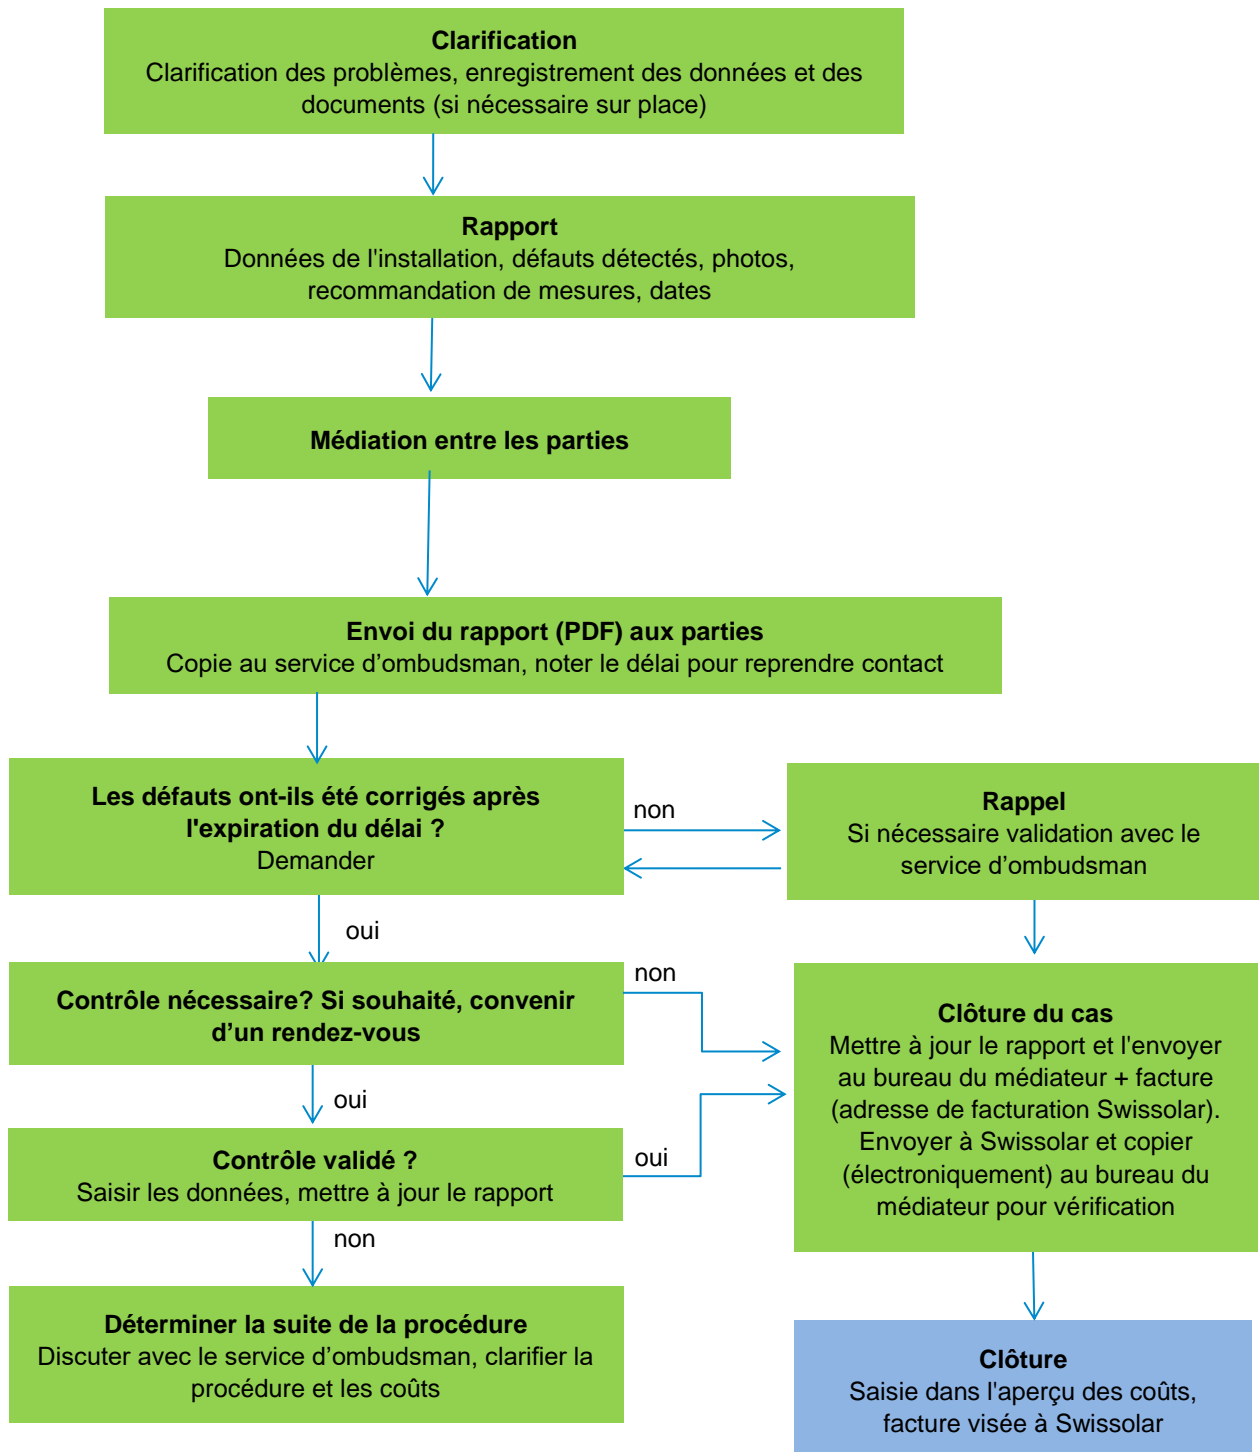 Clarification
Clarification des problèmes, enregistrement des données et des
documents (si nécessaire sur place)
Rapport
Données de l'installation, défauts détectés, photos,
recommandation de mesures, dates
Médiation entre les parties
Envoi du rapport (PDF) aux parties
Copie au service d’ombudsman, noter le délai pour reprendre contact
Les défauts ont-ils été corrigés après
l'expiration du délai ?
Demander
non
Rappel
Si nécessaire validation avec le
service d’ombudsman
oui
Contrôle nécessaire? Si souhaité, convenir
d’un rendez-vous
non
oui
Contrôle validé ?
Saisir les données, mettre à jour le rapport
oui
non
Clôture du cas
Mettre à jour le rapport et l'envoyer
au bureau du médiateur + facture
(adresse de facturation Swissolar).
Envoyer à Swissolar et copier
(électroniquement) au bureau du
médiateur pour vérification
Déterminer la suite de la procédure
Discuter avec le service d’ombudsman, clarifier la
procédure et les coûts
Clôture
Saisie dans l'aperçu des coûts,
facture visée à Swissolar